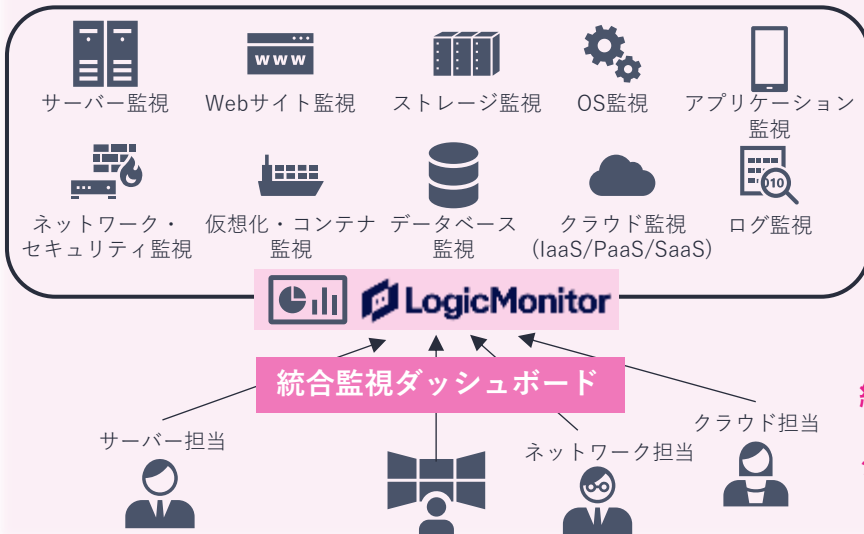 www
サーバー監視
Webサイト監視
ストレージ監視
OS監視
アプリケーション
監視
010
ネットワーク・
セキュリティ監視
仮想化・コンテナ
監視
データベース
監視
クラウド監視
(IaaS/PaaS/SaaS)
ログ監視
LogicMonitor
統合監視ダッシュボード
サーバー担当
ネットワーク担当
クラウド担当